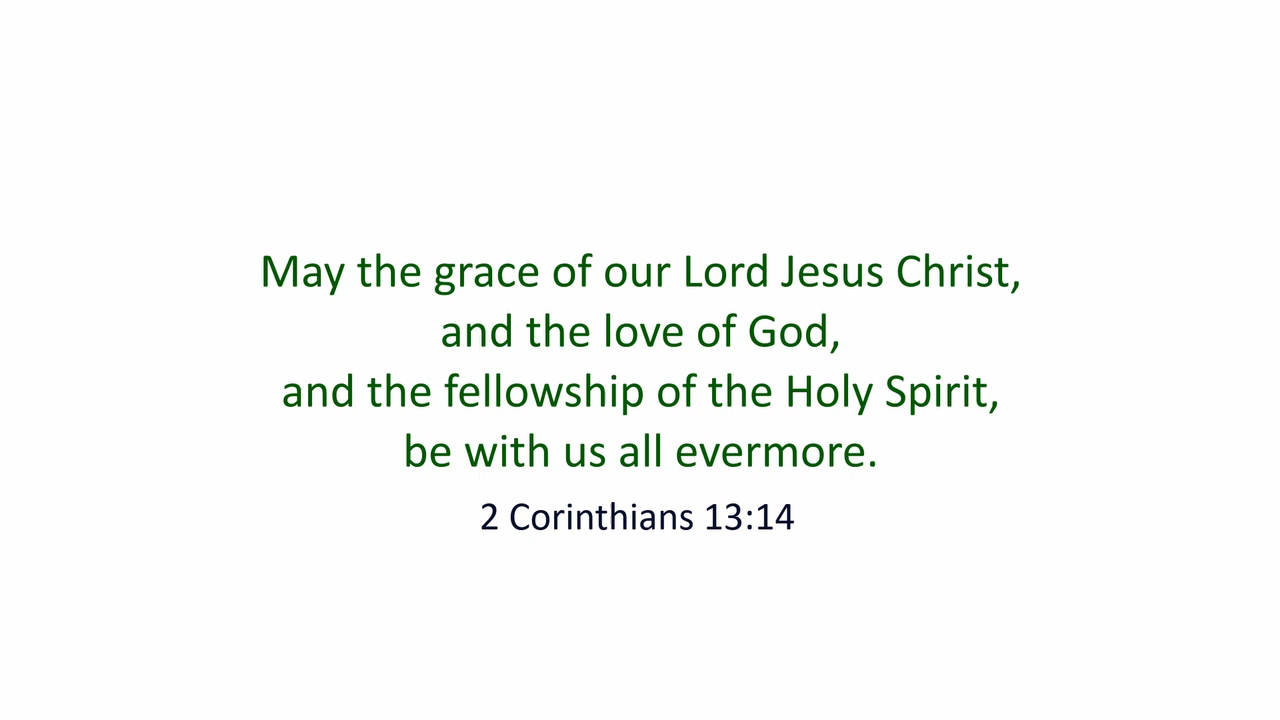 May the grace of our Lord Jesus Christ,
and the love of God,
and the fellowship of the Holy Spirit,
be with us all evermore.
2 Corinthians 13:14